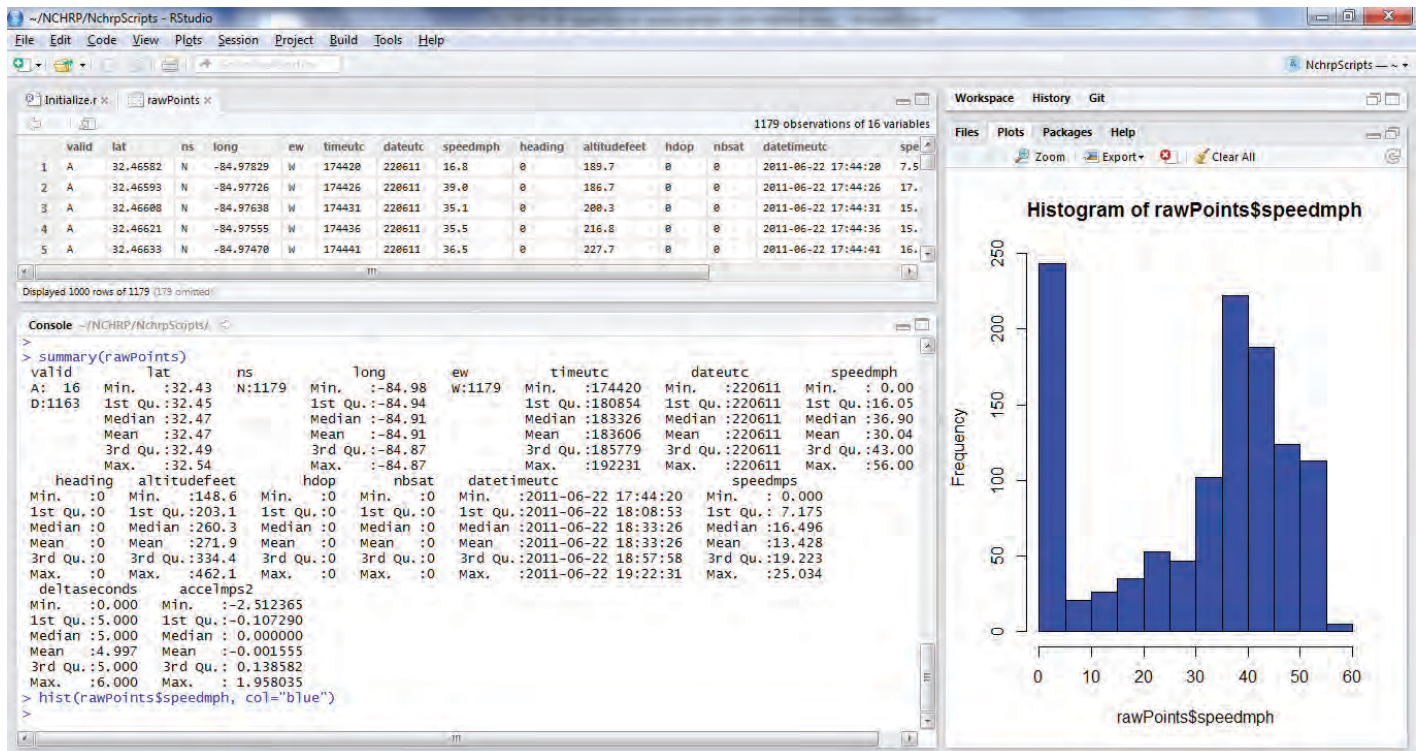 ~/NCHRP/NchrpScripts - RStudio
File Edit Code View Plots Session Project Build Tools Help
NchrpScripts — ~
Initialize.r × rawPoints ×
1179 observations of 16 variables
valid lat ns long ew timeutc dateutc speedmph heading altitudefeet hdop nbsat datetimeutc spe
1 A 32.46582 N -84.97829 W 174420 220611 16.8 0 189.7 0 0 2011-06-22 17:44:20 7.5
2 A 32.46593 N -84.97726 W 174426 220611 39.0 0 186.7 0 0 2011-06-22 17:44:26 17.
3 A 32.46608 N -84.97638 W 174431 220611 35.1 0 200.3 0 0 2011-06-22 17:44:31 15.
4 A 32.46621 N -84.97555 W 174436 220611 35.5 0 216.8 0 0 2011-06-22 17:44:36 15.
5 A 32.46633 N -84.97470 W 174441 220611 36.5 0 227.7 0 0 2011-06-22 17:44:41 16.
Displayed 1000 rows of 1179 (179 omitted)
Console ~/NCHRP/NchrpScripts/
>
> summary(rawPoints)
valid lat ns long ew timeutc dateutc speedmph
A: 16 Min. :32.43 N:1179 Min. :-84.98 W:1179 Min. :174420 Min. :220611 Min. : 0.00
D:1163 1st Qu.:32.45 1st Qu.:-84.94 1st Qu.:180854 1st Qu.:220611 1st Qu.:16.05
Median :32.47 Median :-84.91 Median :183326 Median :220611 Median :36.90
Mean :32.47 Mean :-84.91 Mean :183606 Mean :220611 Mean :30.04
3rd Qu.:32.49 3rd Qu.:-84.87 3rd Qu.:185779 3rd Qu.:220611 3rd Qu.:43.00
Max. :32.54 Max. :-84.87 Max. :192231 Max. :220611 Max. :56.00
heading altitudefeet hdop nbsat datetimeutc speedmps
Min. :0 Min. :148.6 Min. :0 Min. :0 Min. :2011-06-22 17:44:20 Min. : 0.000
1st Qu.:0 1st Qu.:203.1 1st Qu.:0 1st Qu.:0 1st Qu.:2011-06-22 18:08:53 1st Qu.: 7.175
Median :0 Median :260.3 Median :0 Median :0 Median :2011-06-22 18:33:26 Median :16.496
Mean :0 Mean :271.9 Mean :0 Mean :0 Mean :2011-06-22 18:33:26 Mean :13.428
3rd Qu.:0 3rd Qu.:334.4 3rd Qu.:0 3rd Qu.:0 3rd Qu.:2011-06-22 18:57:58 3rd Qu.:19.223
Max. :0 Max. :462.1 Max. :0 Max. :0 Max. :2011-06-22 19:22:31 Max. :25.034
deltaseconds accelmps2
Min. :0.000 Min. :-2.512365
1st Qu.:5.000 1st Qu.:-0.107290
Median :5.000 Median : 0.000000
Mean :4.997 Mean :-0.001555
3rd Qu.:5.000 3rd Qu.: 0.138582
Max. :6.000 Max. : 1.958035
> hist(rawPoints$speedmph, col="blue")
>
Workspace History Git
Files Plots Packages Help
Zoom Export Clear All
Histogram of rawPoints$speedmph
Frequency
250
200
150
100
50
0
0 10 20 30 40 50 60
rawPoints$speedmph